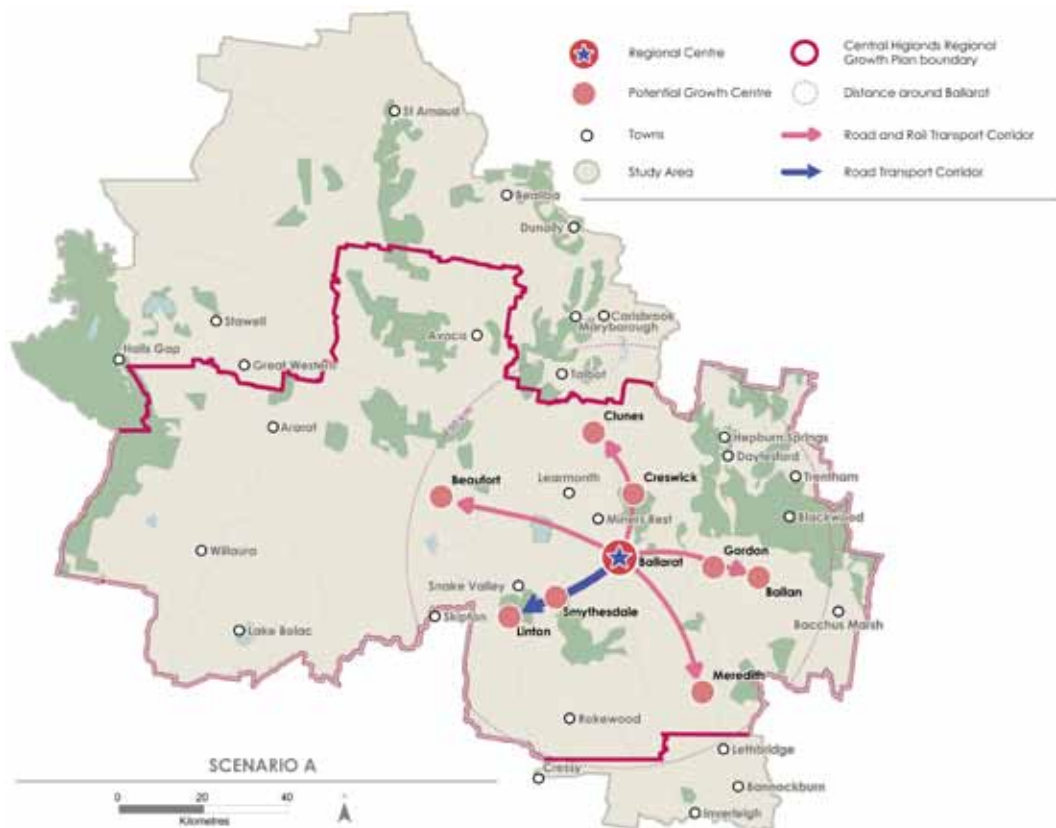 Regional Centre
Potential Growth Centre
Towns
Study Area
Central Higlands Regional
Growth Plan boundary
Distance around Ballarat
Road and Rail Transport Corridor
Road Transport Corridor
St Arnaud
Bealiba
Dunolly
Carisbrook
Maryborough
Stawell
Avoca
Halls Gap
Great Western
Talbot
Ararat
Clunes
Hepburn Springs
Daylesford
Beaufort
Learmonth
Creswick
Trentham
Miners Rest
Blackwood
Willaura
Ballarat
Gordon
Ballan
Snake Valley
Smythesdale
Skipton
Linton
Bacchus Marsh
Lake Bolac
Meredith
Rokewood
Lethbridge
SCENARIO A
Cressy
Bannockburn
Inverleigh
0 20 40
Kilometres